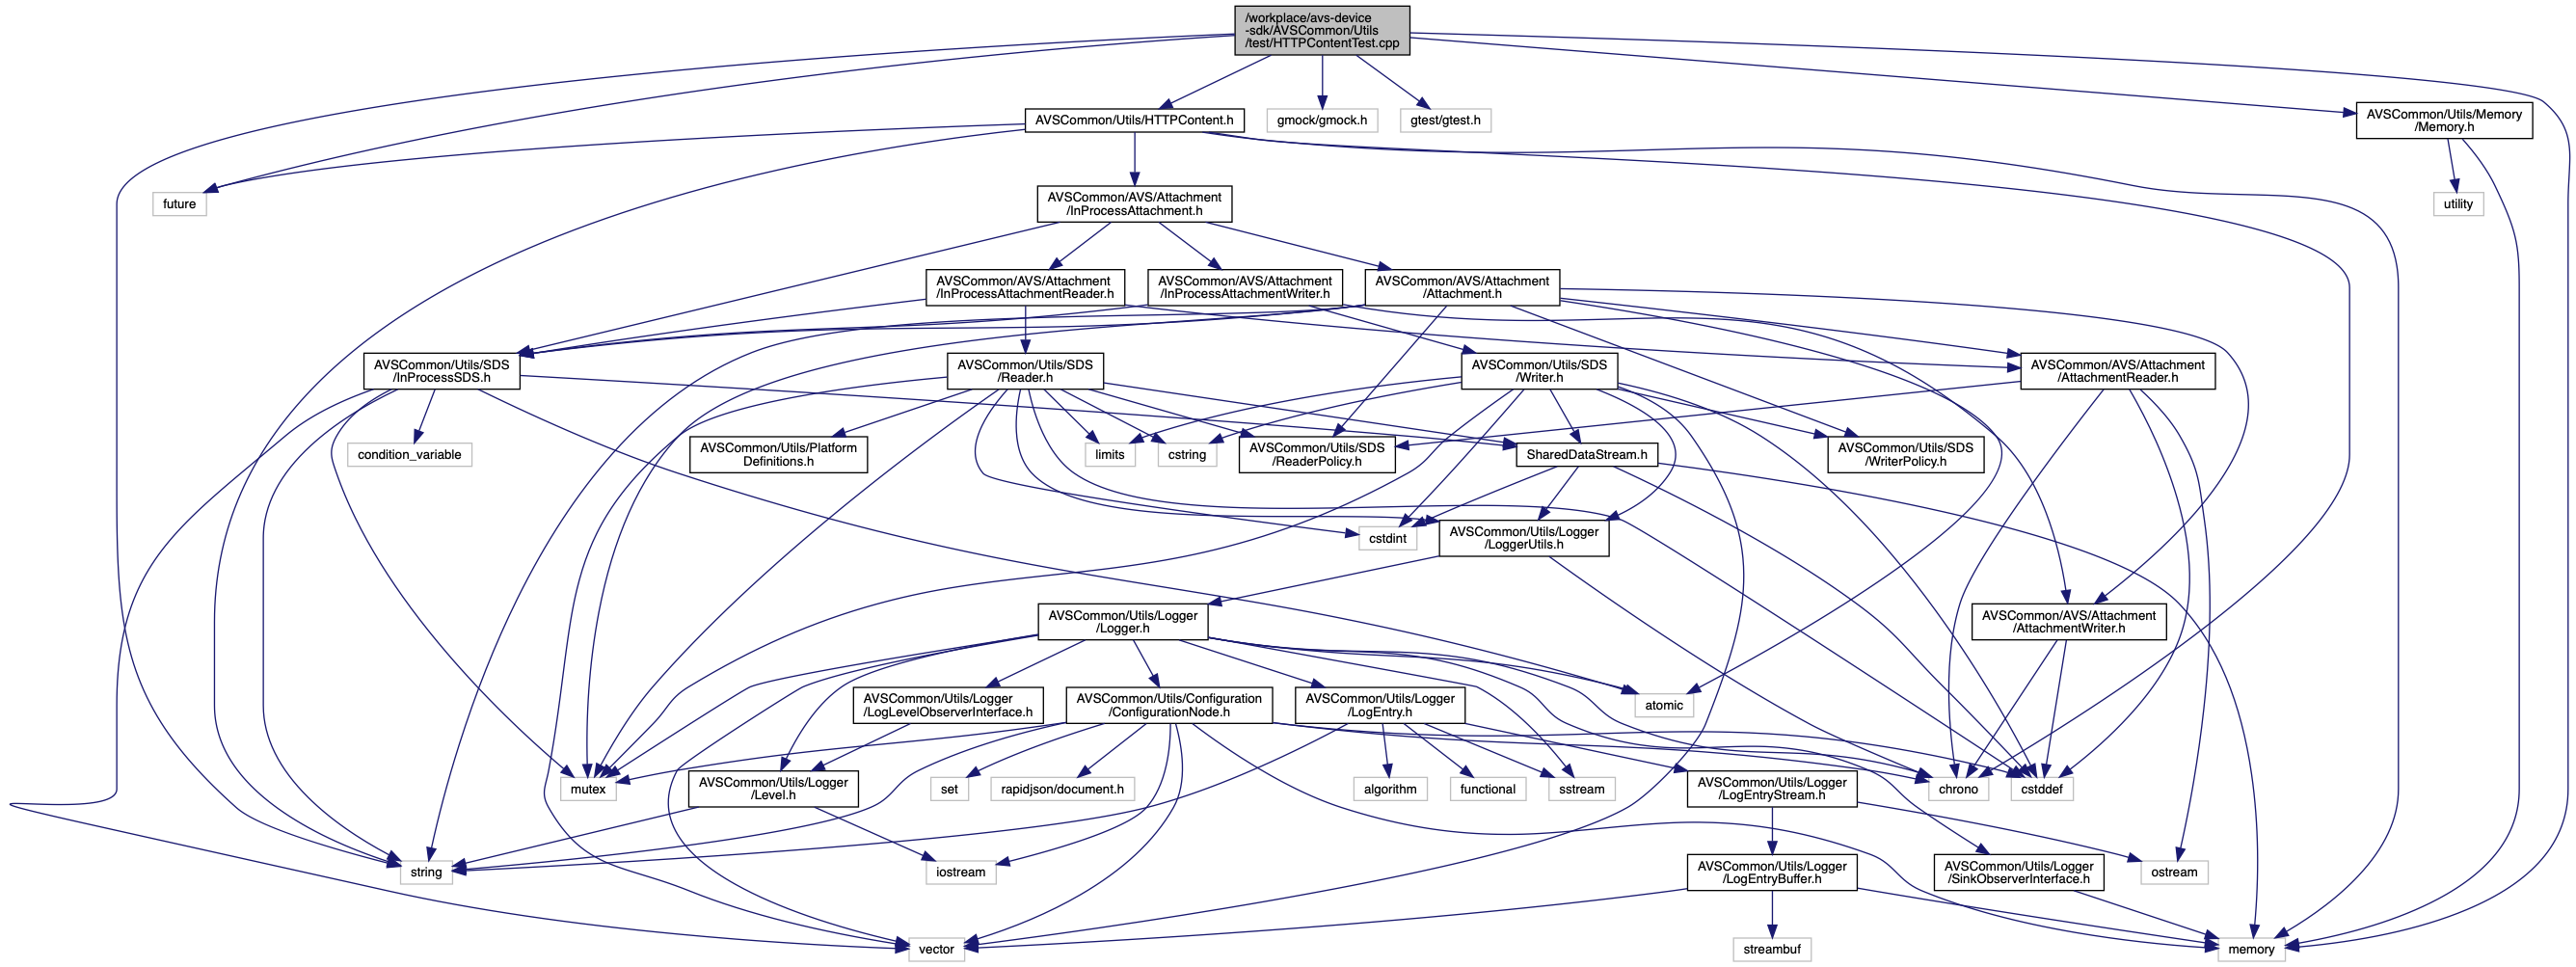 /workplace/avs-device
-sdk/AVSCommon/Utils
/test/HTTPContentTest.cpp
AVSCommon/Utils/HTTPContent.h
gmock/gmock.h
gtest/gtest.h
AVSCommon/Utils/Memory
/Memory.h
future
AVSCommon/AVS/Attachment
/InProcessAttachment.h
utility
AVSCommon/AVS/Attachment
/InProcessAttachmentReader.h
AVSCommon/AVS/Attachment
/InProcessAttachmentWriter.h
AVSCommon/AVS/Attachment
/Attachment.h
AVSCommon/Utils/SDS
/InProcessSDS.h
AVSCommon/Utils/SDS
/Reader.h
AVSCommon/Utils/SDS
/Writer.h
AVSCommon/AVS/Attachment
/AttachmentReader.h
condition_variable
AVSCommon/Utils/Platform
Definitions.h
limits
cstring
AVSCommon/Utils/SDS
/ReaderPolicy.h
SharedDataStream.h
AVSCommon/Utils/SDS
/WriterPolicy.h
cstdint
AVSCommon/Utils/Logger
/LoggerUtils.h
AVSCommon/Utils/Logger
/Logger.h
AVSCommon/AVS/Attachment
/AttachmentWriter.h
AVSCommon/Utils/Logger
/LogLevelObserverInterface.h
AVSCommon/Utils/Configuration
/ConfigurationNode.h
AVSCommon/Utils/Logger
/LogEntry.h
atomic
mutex
AVSCommon/Utils/Logger
/Level.h
set
rapidjson/document.h
algorithm
functional
sstream
AVSCommon/Utils/Logger
/LogEntryStream.h
chrono
cstddef
string
iostream
AVSCommon/Utils/Logger
/LogEntryBuffer.h
AVSCommon/Utils/Logger
/SinkObserverInterface.h
ostream
vector
streambuf
memory